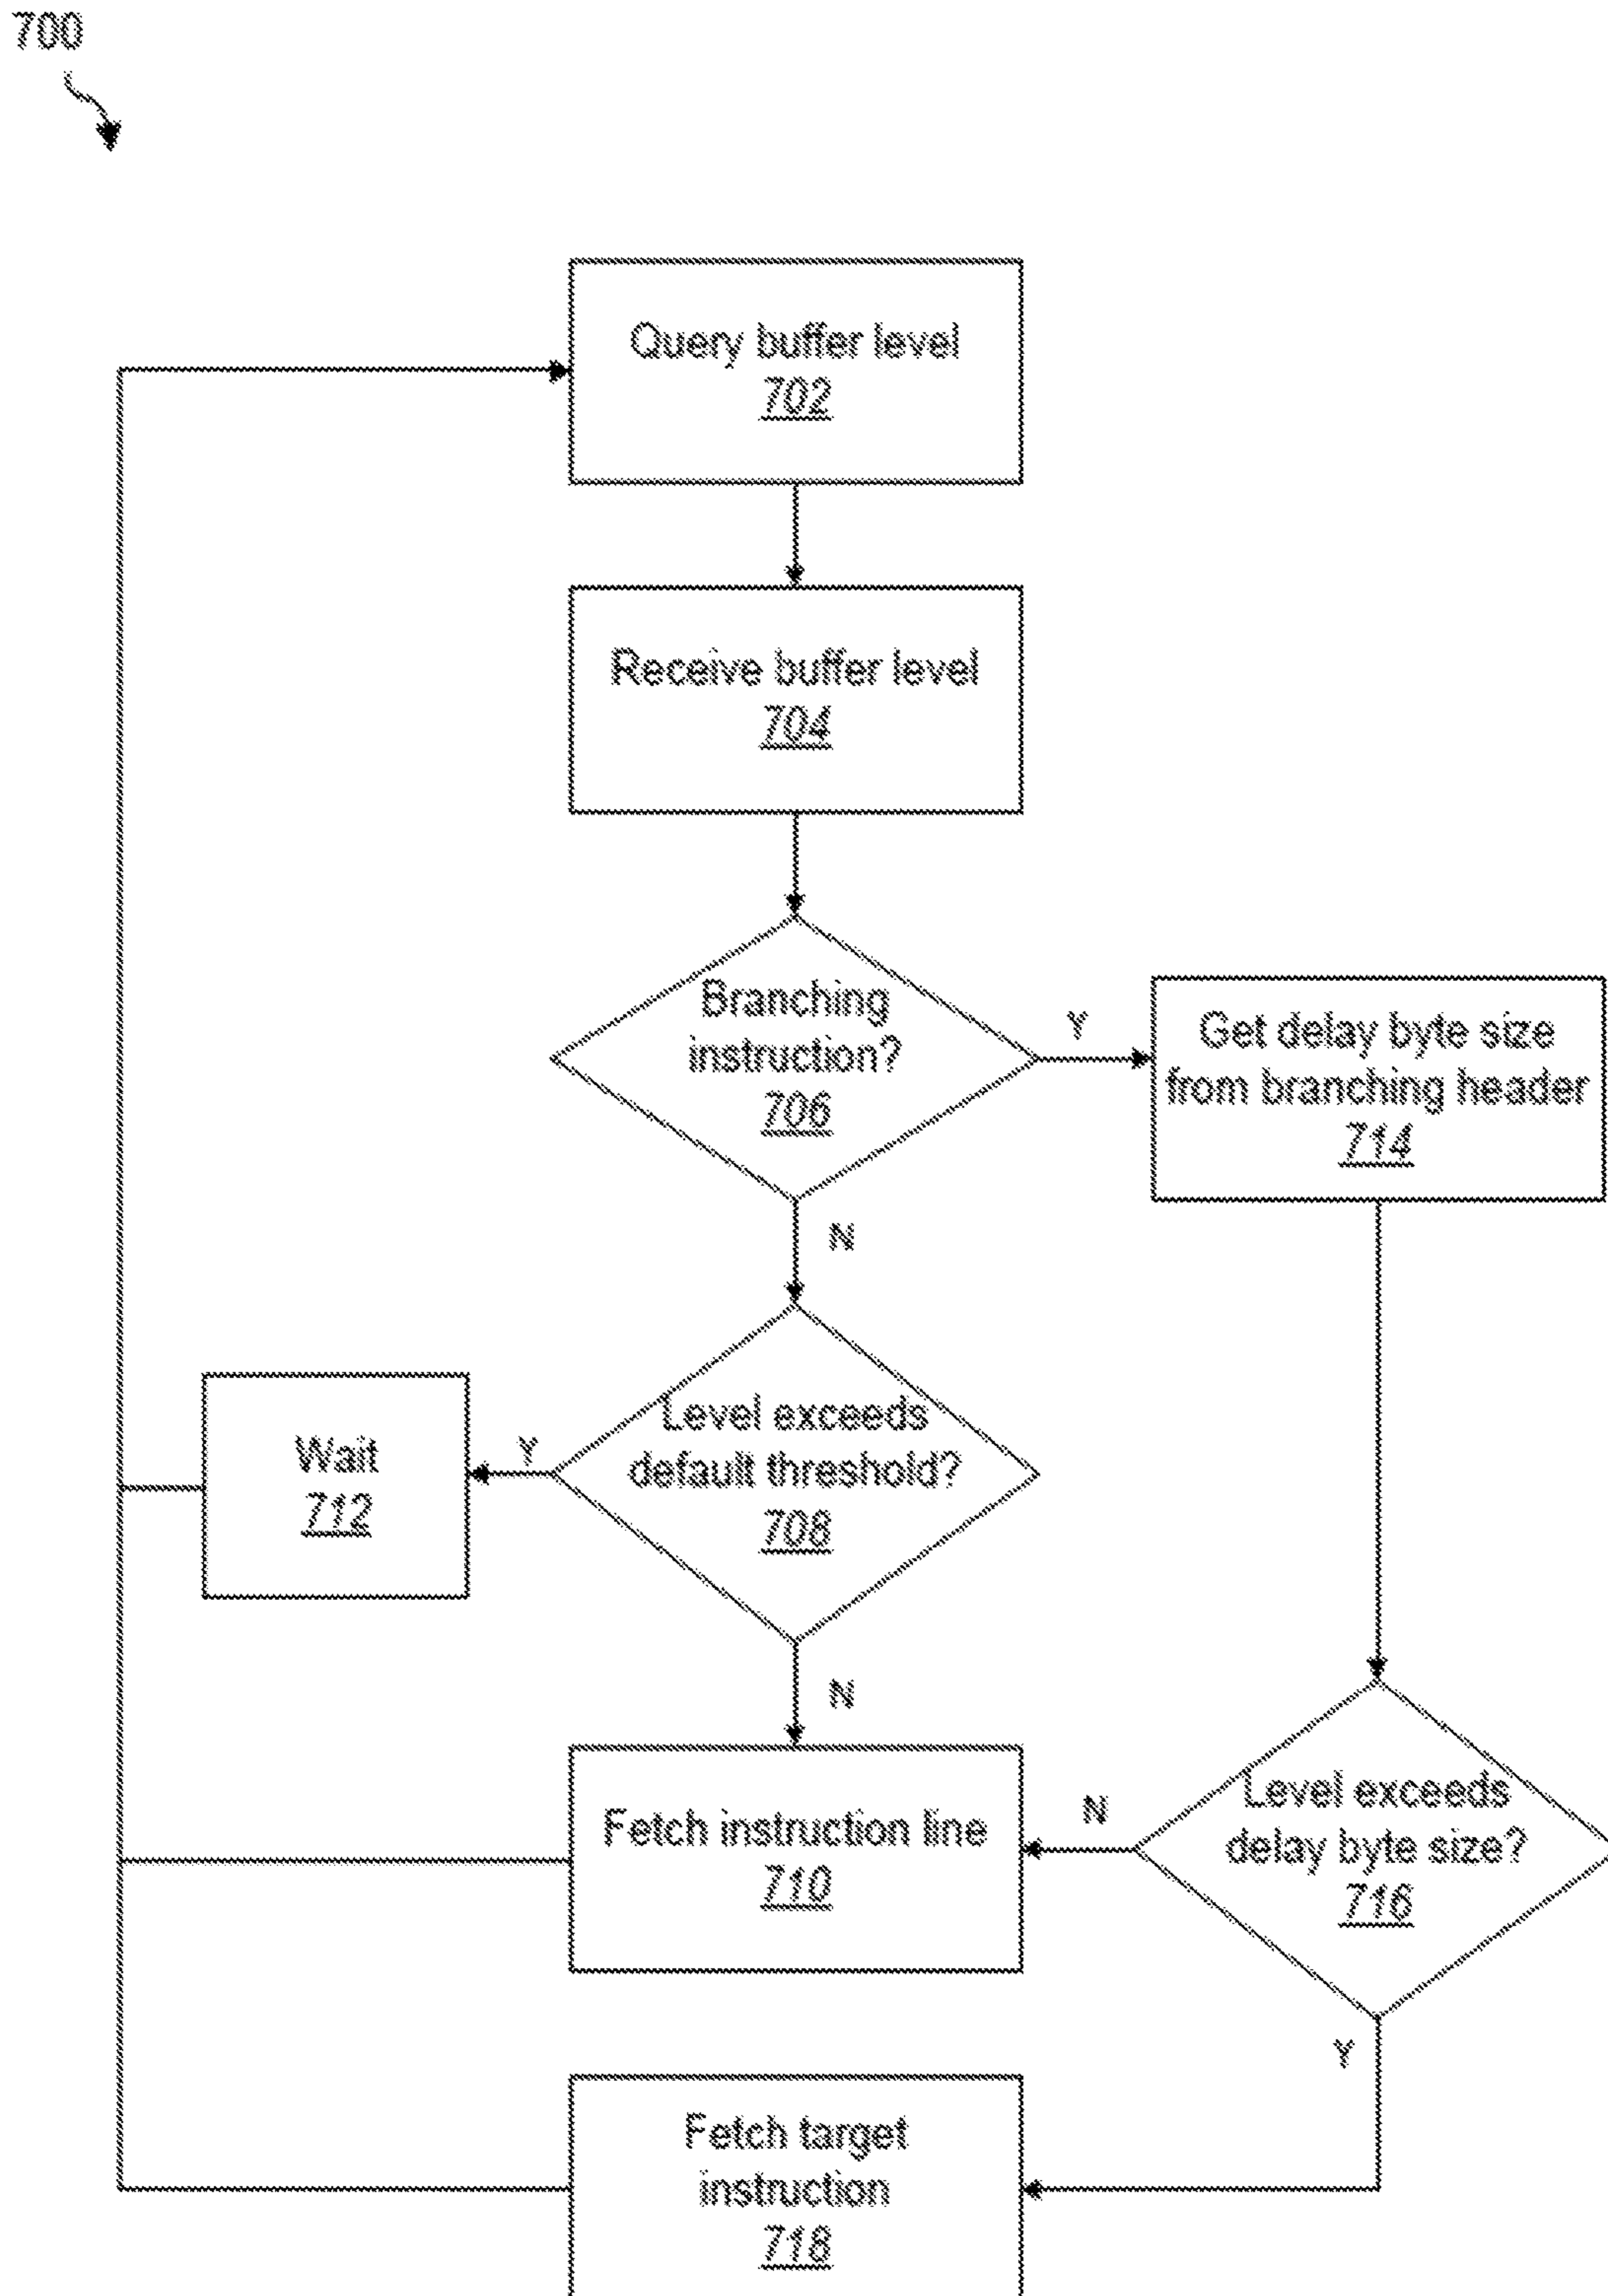 700
Query buffer level
702
Receive buffer level
704
Branching
instruction?
706
Y
Get delay byte size
from branching header
714
N
Level exceeds
default threshold?
708
Y
Wait
712
N
Fetch instruction line
710
N
Level exceeds
delay byte size?
716
Y
Fetch target
instruction
718